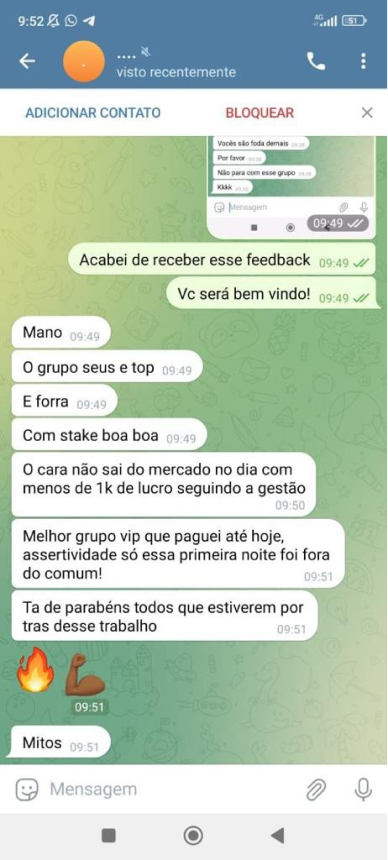 9:52
4G
51
....
visto recentemente
ADICIONAR CONTATO
BLOQUEAR
Vocês são foda demais 09:39
Por favor
Não para com esse grupo
Kkkk
Mensagem
09:49
Acabei de receber esse feedback 09:49
Vc será bem vindo! 09:49
Mano 09:49
O grupo seus e top 09:49
E forra 09:49
Com stake boa boa 09:49
O cara não sai do mercado no dia com
menos de 1k de lucro seguindo a gestão
09:50
Melhor grupo vip que paguei até hoje,
assertividade só essa primeira noite foi fora
do comum! 09:51
Ta de parabéns todos que estiverem por
tras desse trabalho 09:51
09:51
Mitos 09:51
Mensagem